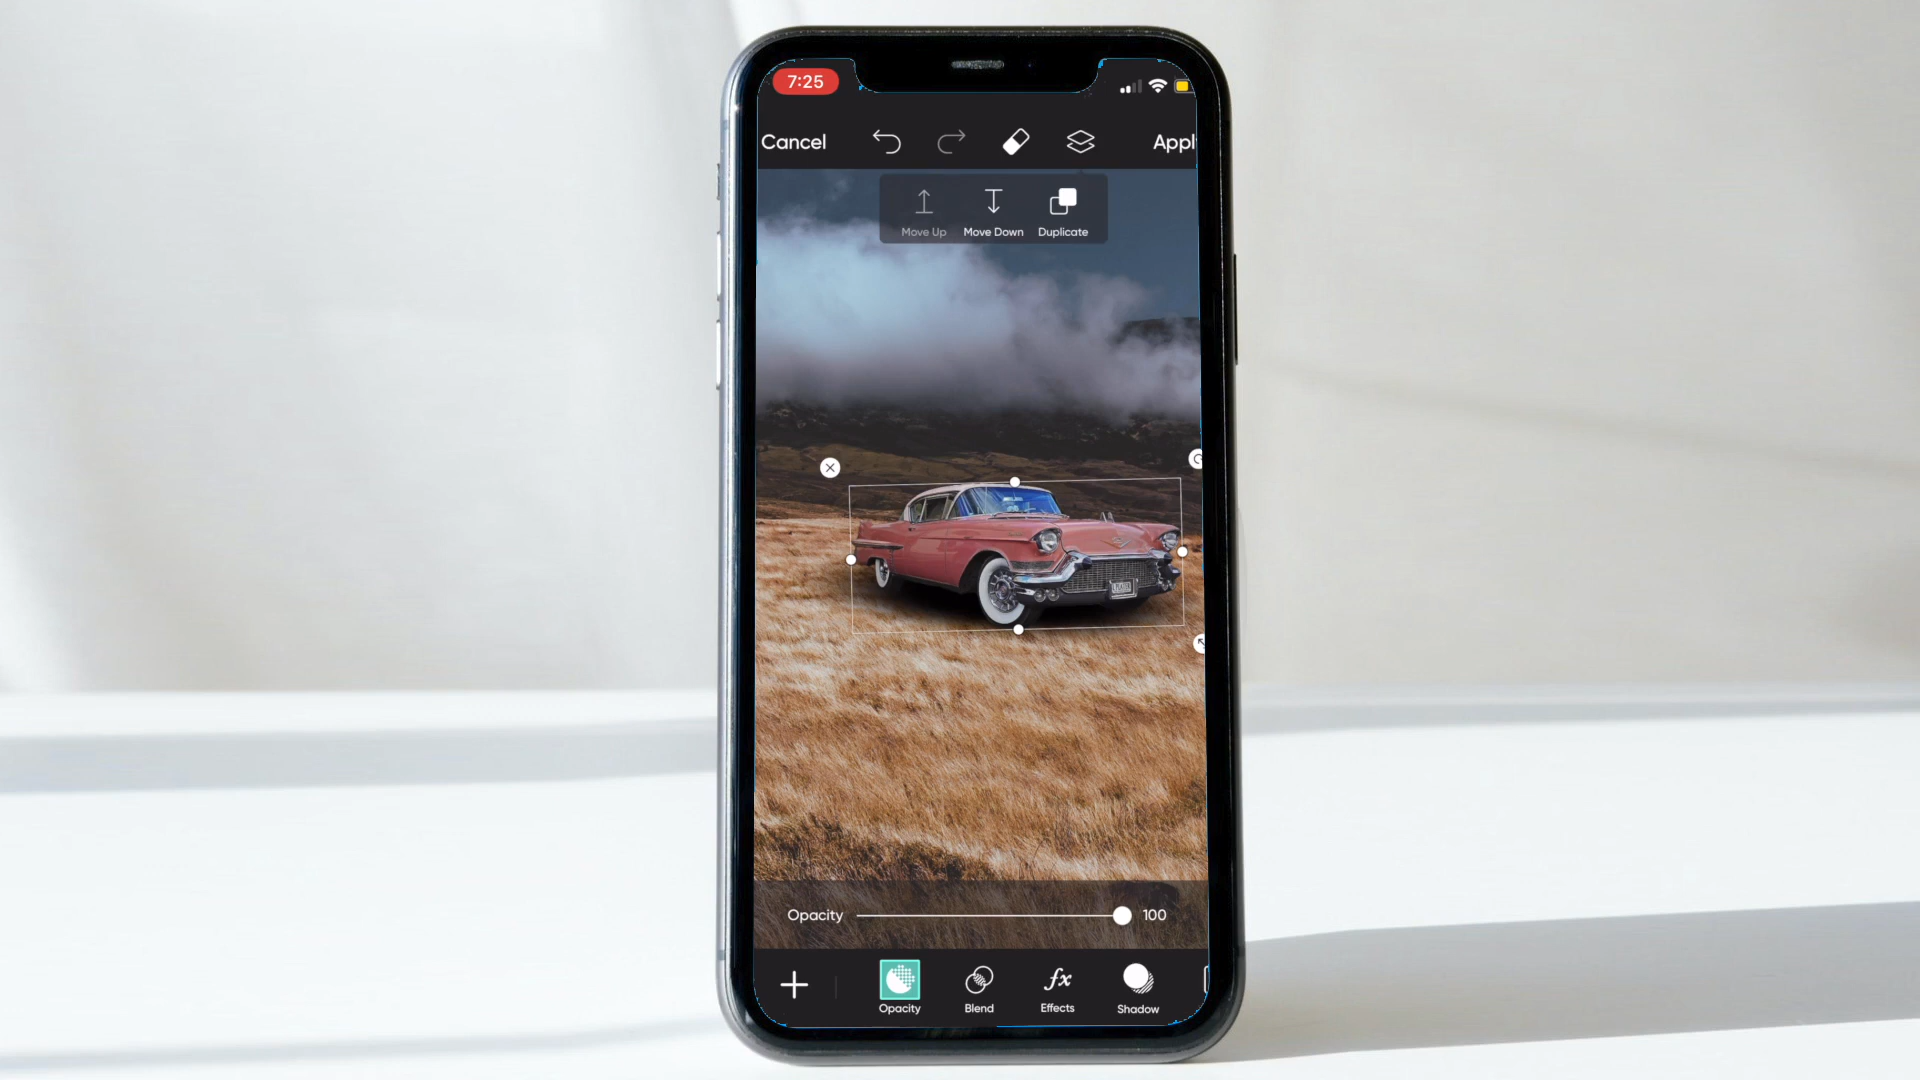 7:25
Cancel
Appl
Move Up Move Down Duplicate
Opacity 100
Opacity Blend Effects Shadow